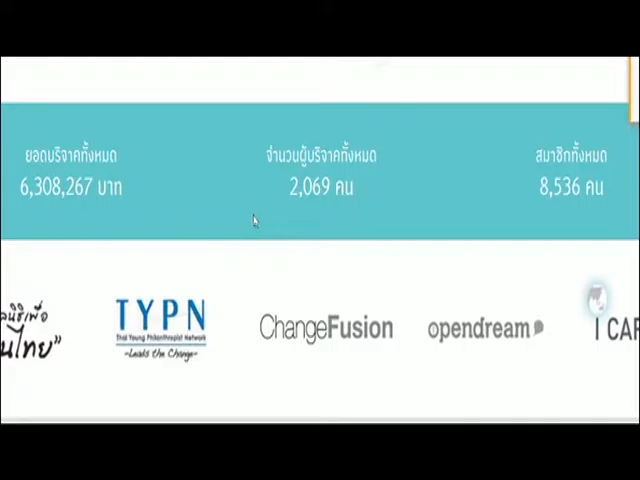 ยอดบริจาคทั้งหมด
6,308,267 บาท
จำนวนผู้บริจาคทั้งหมด
2,069 คน
สมาชิกทั้งหมด
8,536 คน
TYPN
Thai Young Philanthropist Network
~Leads the Change~
ChangeFusion
opendream
I CAR